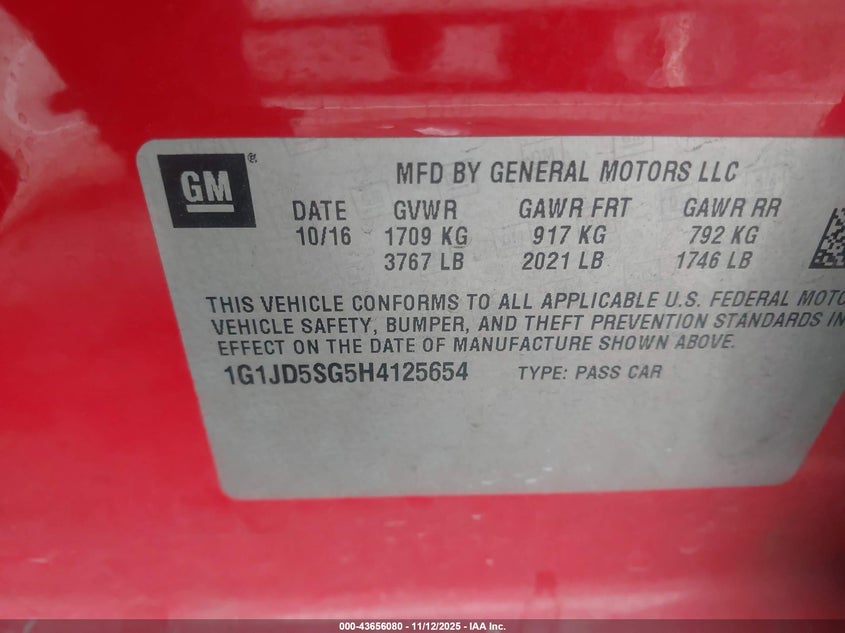 GM ®
MFD BY GENERAL MOTORS LLC
DATE GVWR GAWR FRT GAWR RR
10/16 1709 KG 917 KG 792 KG
3767 LB 2021 LB 1746 LB
THIS VEHICLE CONFORMS TO ALL APPLICABLE U.S. FEDERAL MOTO
VEHICLE SAFETY, BUMPER, AND THEFT PREVENTION STANDARDS IN
EFFECT ON THE DATE OF MANUFACTURE SHOWN ABOVE.
1G1JD5SG5H4125654 TYPE: PASS CAR
000-43656080 - 11/12/2025 - IAA Inc.